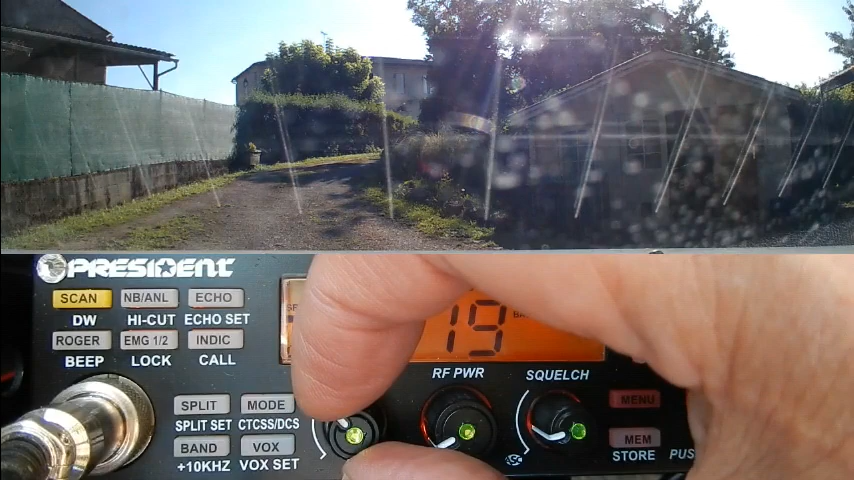 PRESIDENT
SCAN NB/ANL ECHO
DW HI-CUT ECHO SET
ROGER EMG 1/2 INDIC
BEEP LOCK CALL
19
RF PWR SQUELCH
SPLIT MODE
SPLIT SET CTCSS/DCS
BAND VOX
+10KHZ VOX SET
ASC
MENU
MEM
STORE